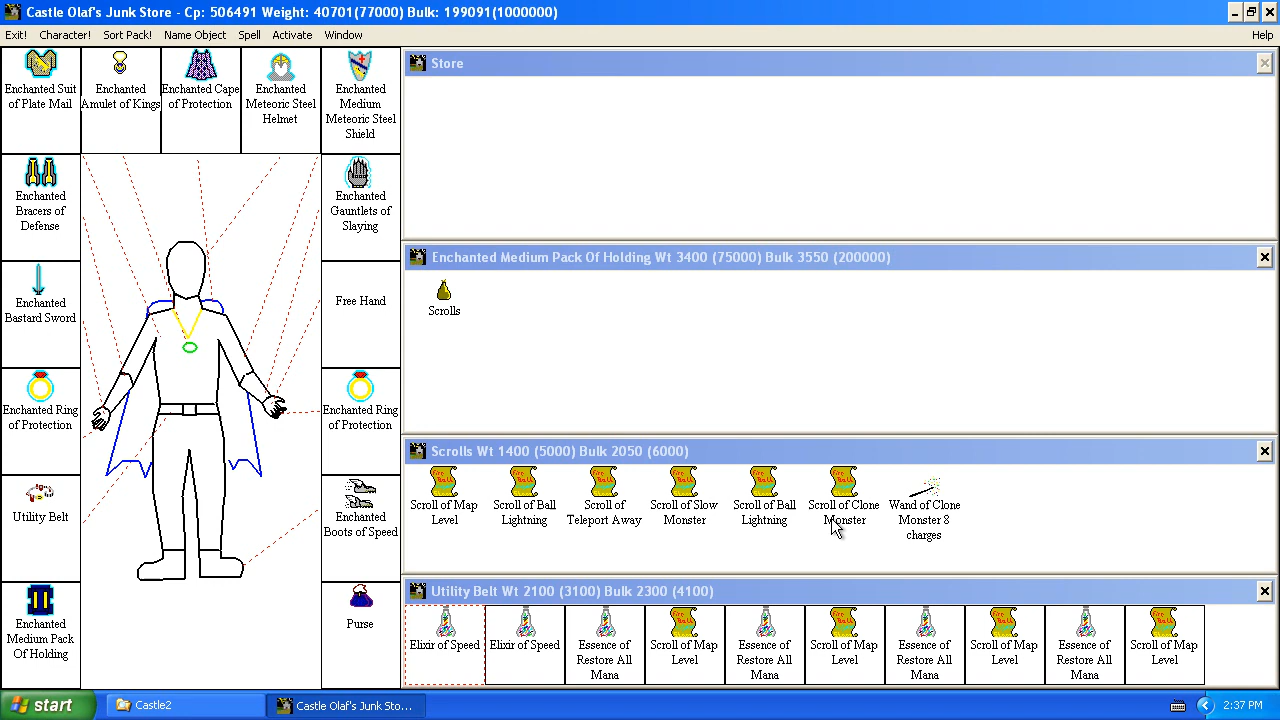 Castle Olaf's Junk Store - Cp: 506491 Weight: 40701(77000) Bulk: 199091(1000000)
Exit! Character! Sort Pack! Name Object Spell Activate Window Help
Enchanted Suit
of Plate Mail
Enchanted
Amulet of Kings
Enchanted Cape
of Protection
Enchanted
Meteoric Steel
Helmet
Enchanted
Medium
Meteoric Steel
Shield
Enchanted
Bracers of
Defense
Enchanted
Gauntlets of
Slaying
Enchanted
Bastard Sword
Free Hand
Enchanted Ring
of Protection
Enchanted Ring
of Protection
Utility Belt
Enchanted
Boots of Speed
Enchanted
Medium Pack
Of Holding
Purse
Store
Enchanted Medium Pack Of Holding Wt 3400 (75000) Bulk 3550 (200000)
Scrolls
Scrolls Wt 1400 (5000) Bulk 2050 (6000)
Scroll of Map
Level
Scroll of Ball
Lightning
Scroll of
Teleport Away
Scroll of Slow
Monster
Scroll of Ball
Lightning
Scroll of Clone
Monster
Wand of Clone
Monster 8
charges
Utility Belt Wt 2100 (3100) Bulk 2300 (4100)
Elixir of Speed
Elixir of Speed
Essence of
Restore All
Mana
Scroll of Map
Level
Essence of
Restore All
Mana
Scroll of Map
Level
Essence of
Restore All
Mana
Scroll of Map
Level
Essence of
Restore All
Mana
Scroll of Map
Level
start
Castle2
Castle Olaf's Junk Sto...
2:37 PM